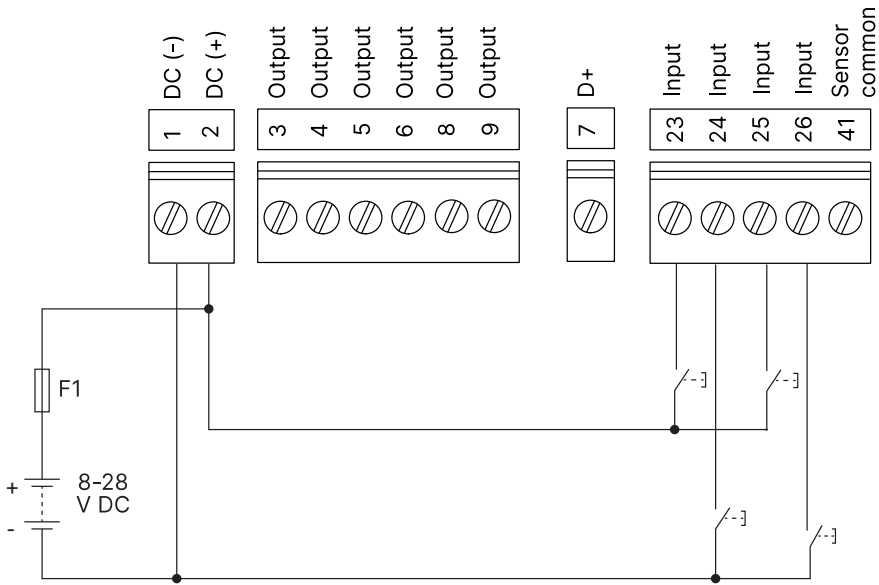 DC (-)
DC (+)
Output
Output
Output
Output
Output
Output
D+
Input
Input
Input
Input
Sensor
common
1
2
3
4
5
6
8
9
7
23
24
25
26
41
F1
+
8-28
V DC
-